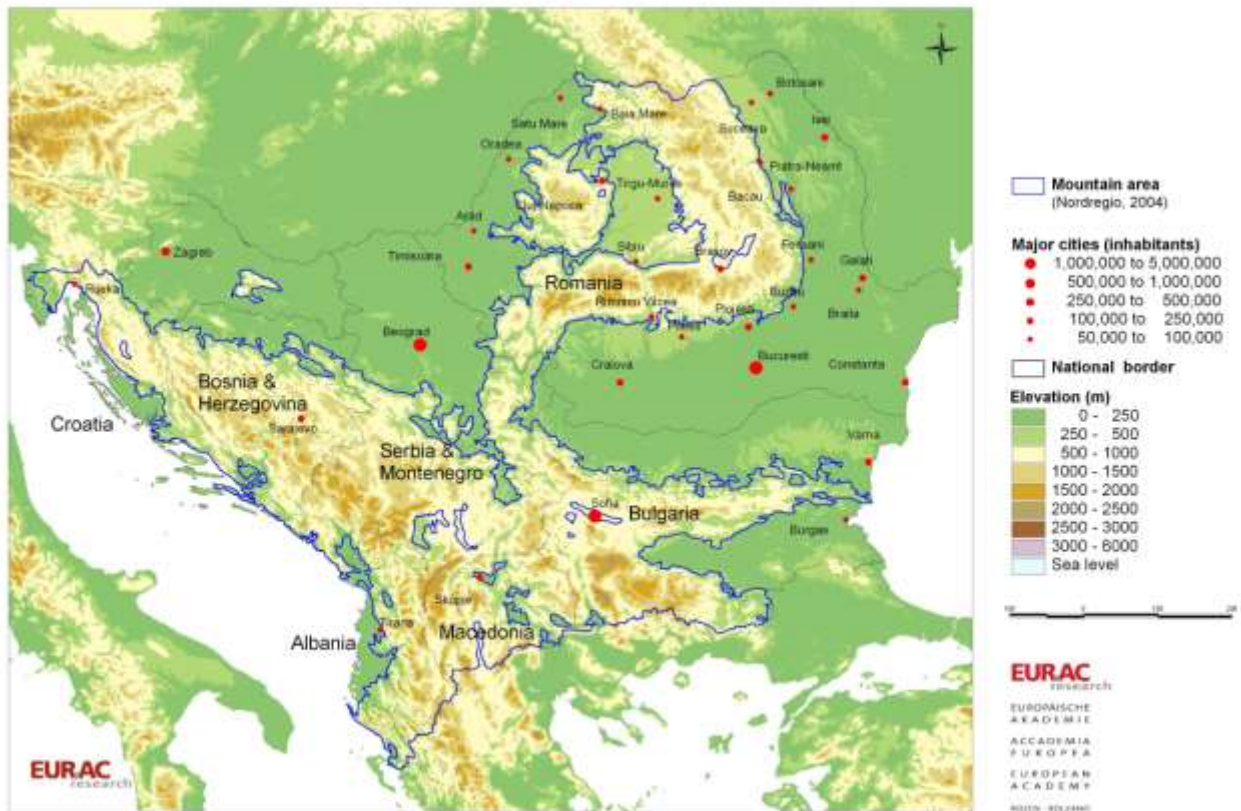 Botosani
Satu Mare
Baia Mare
Suceava
Iasi
Oradea
Piatra-Neamt
Tirgu-Mures
Cluj-Napoca
Bacau
Arad
Zagreb
Timisoara
Sibiu
Brasov
Focsani
Galati
Rijeka
Romania
Rimnicu Vilcea
Buzau
Braila
Beograd
Pitesti
Ploiesti
Bucuresti
Craiova
Constanta
Bosnia &
Herzegovina
Croatia
Sarajevo
Serbia &
Montenegro
Varna
Sofia
Bulgaria
Burgas
Skopje
Tirana
Albania
Macedonia
EURAC
research
Mountain area
(Nordregio, 2004)
Major cities (inhabitants)
1,000,000 to 5,000,000
500,000 to 1,000,000
250,000 to 500,000
100,000 to 250,000
50,000 to 100,000
National border
Elevation (m)
0 - 250
250 - 500
500 - 1000
1000 - 1500
1500 - 2000
2000 - 2500
2500 - 3000
3000 - 6000
Sea level
EURAC
research
EUROPÄISCHE
AKADEMIE
ACCADEMIA
EUROPEA
EUROPEAN
ACADEMY